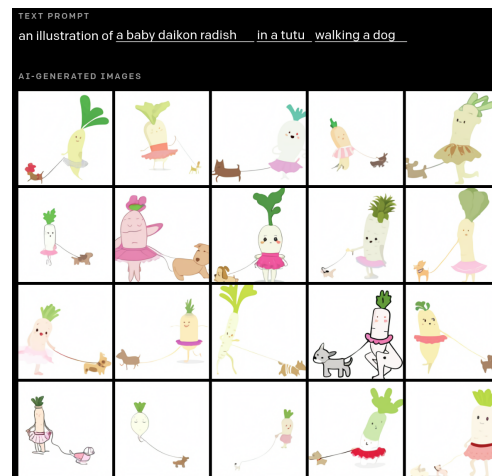 TEXT PROMPT
an illustration of a baby daikon radish in a tutu walking a dog
AI-GENERATED IMAGES